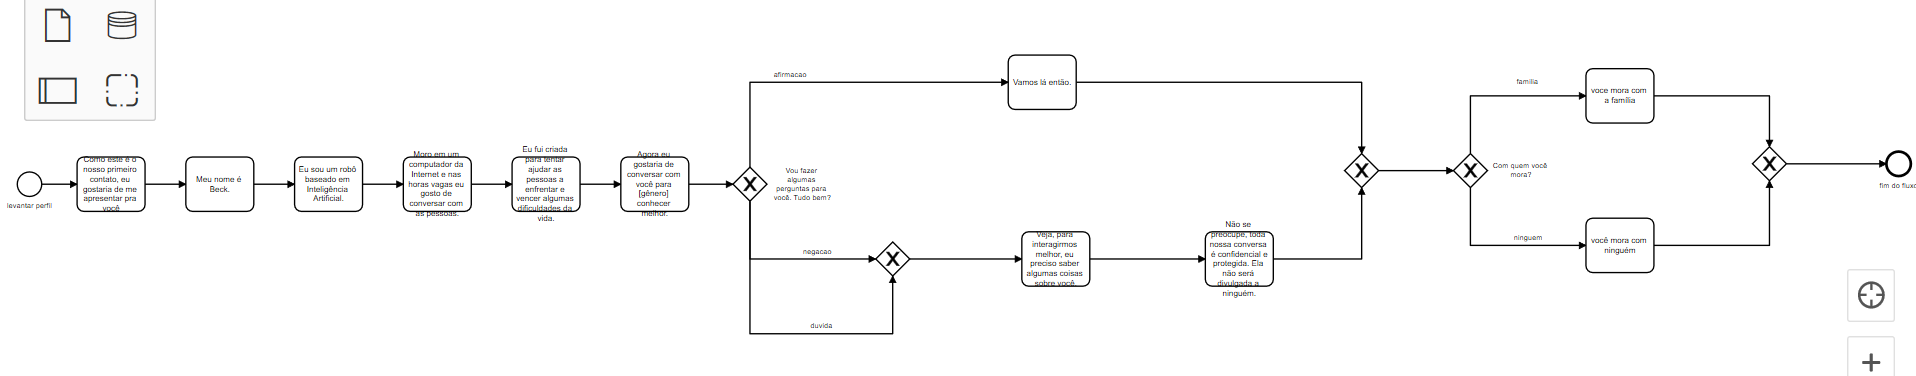 levantar perfil
Como este é o
nosso primeiro
contato, eu
gostaria de me
apresentar pra
você
Meu nome é
Beck.
Eu sou um robô
baseado em
Inteligência
Artificial.
Moro em um
computador da
Internet e nas
horas vagas eu
gosto de
conversar com
as pessoas.
Eu fui criada
para tentar
ajudar as
pessoas a
enfrentar e
vencer algumas
dificuldades da
vida.
Agora eu
gostaria de
conversar com
você para
[gênero]
conhecer
melhor.
Vou fazer
algumas
perguntas para
você. Tudo bem?
afirmacao
Vamos lá então.
negacao
duvida
Veja, para
interagirmos
melhor, eu
preciso saber
algumas coisas
sobre você.
Não se
preocupe, toda
nossa conversa
é confidencial e
protegida. Ela
não será
divulgada a
ninguém.
Com quem você
mora?
familia
voce mora com
a família
ninguem
você mora com
ninguém
fim do fluxo